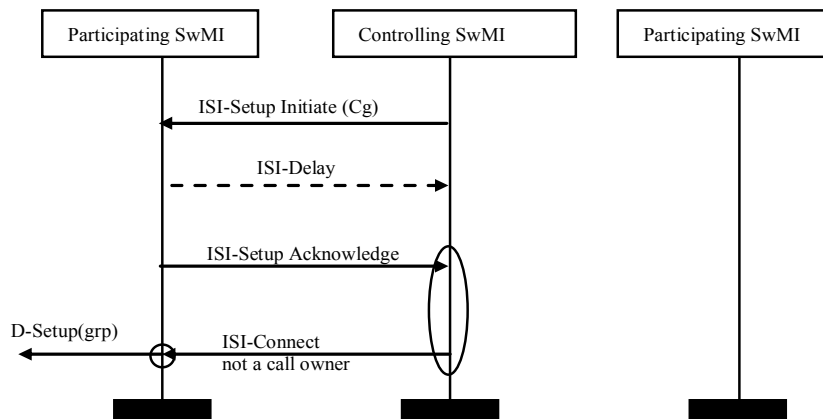 Participating SwMI
Controlling SwMI
Participating SwMI
ISI-Setup Initiate (Cg)
ISI-Delay
ISI-Setup Acknowledge
D-Setup(grp)
ISI-Connect
not a call owner